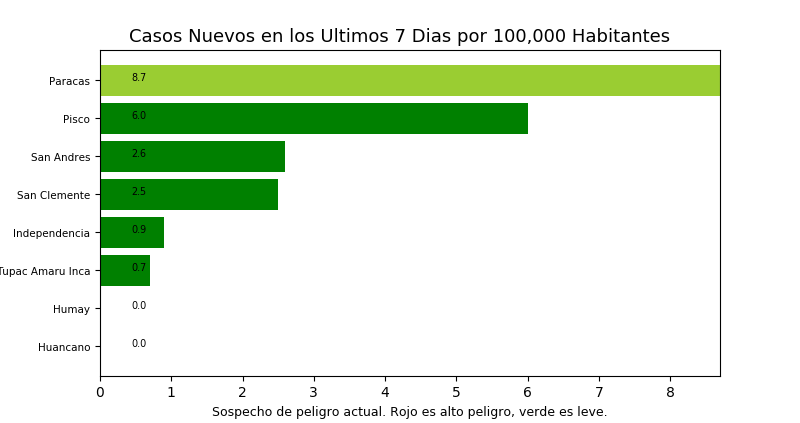 Casos Nuevos en los Ultimos 7 Dias por 100,000 Habitantes
Paracas 8.7
Pisco 6.0
San Andres 2.6
San Clemente 2.5
Independencia 0.9
Tupac Amaru Inca 0.7
Humay 0.0
Huancano 0.0
0 1 2 3 4 5 6 7 8
Sospecho de peligro actual. Rojo es alto peligro, verde es leve.